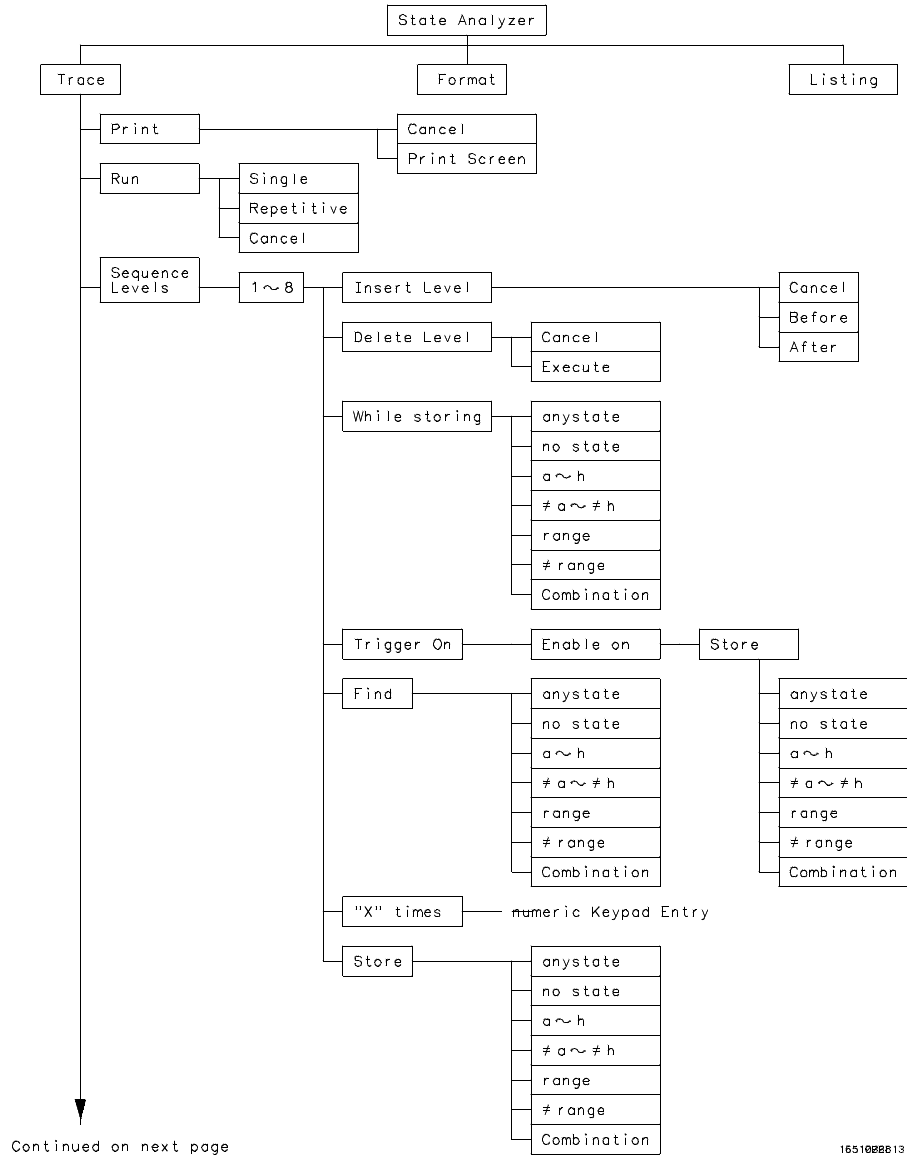 State Analyzer
Trace
Format
Listing
Print
Cancel
Print Screen
Run
Single
Repetitive
Cancel
Sequence
Levels
1~8
Insert Level
Cancel
Before
After
Delete Level
Cancel
Execute
While storing
anystate
no state
a~h
≠a~≠h
range
≠range
Combination
Trigger On
Enable on
Store
anystate
no state
a~h
≠a~≠h
range
≠range
Combination
Find
anystate
no state
a~h
≠a~≠h
range
≠range
Combination
"X" times
numeric Keypad Entry
Store
anystate
no state
a~h
≠a~≠h
range
≠range
Combination
Continued on next page